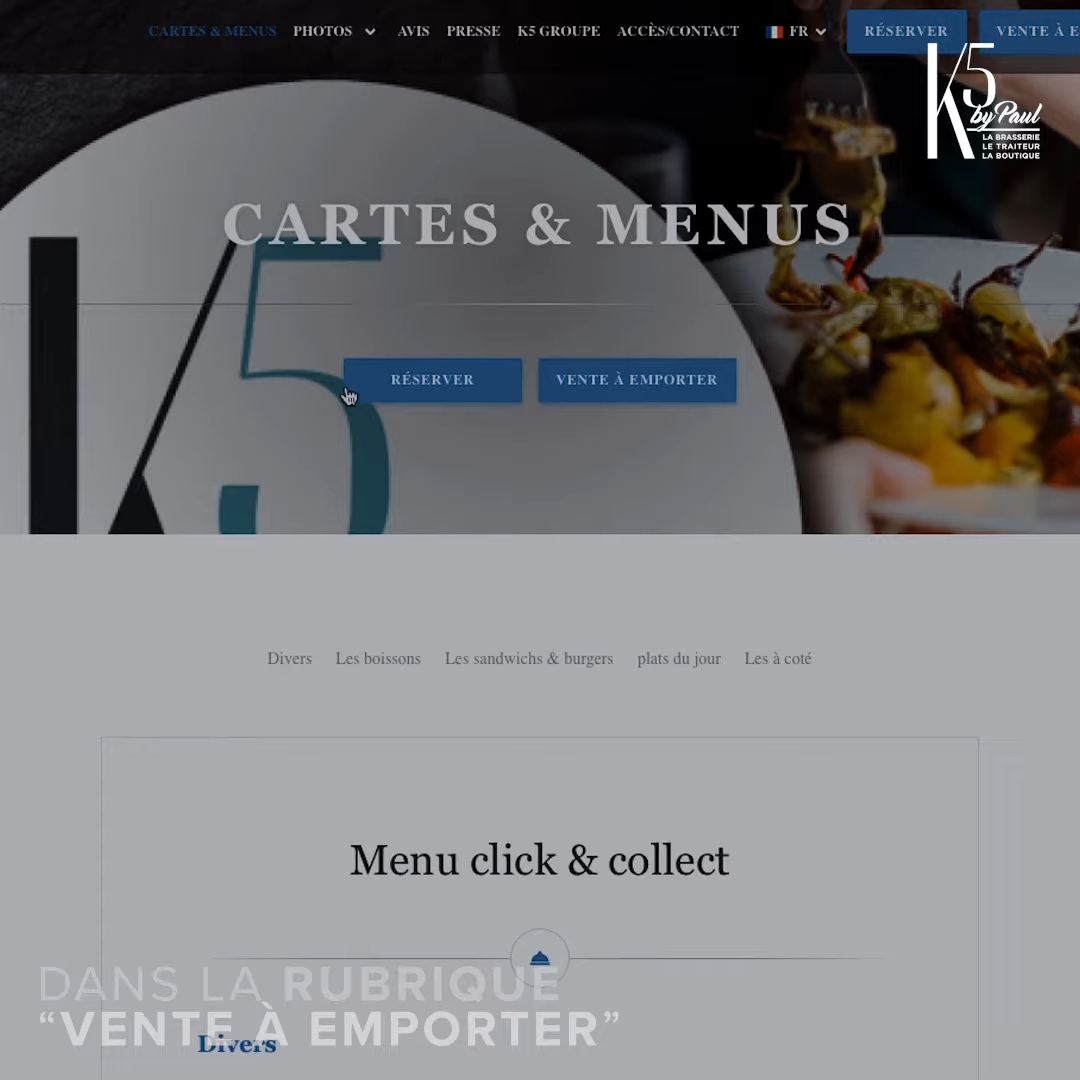 CARTES & MENUS PHOTOS AVIS PRESSE K5 GROUPE ACCÈS/CONTACT FR RÉSERVER VENTE À E
K5
by Paul
LA BRASSERIE
LE TRAITEUR
LA BOUTIQUE
CARTES & MENUS
K5
RÉSERVER VENTE À EMPORTER
Divers Les boissons Les sandwichs & burgers plats du jour Les à coté
Menu click & collect
DANS LA RUBRIQUE
“VENTE À EMPORTER”
Divers